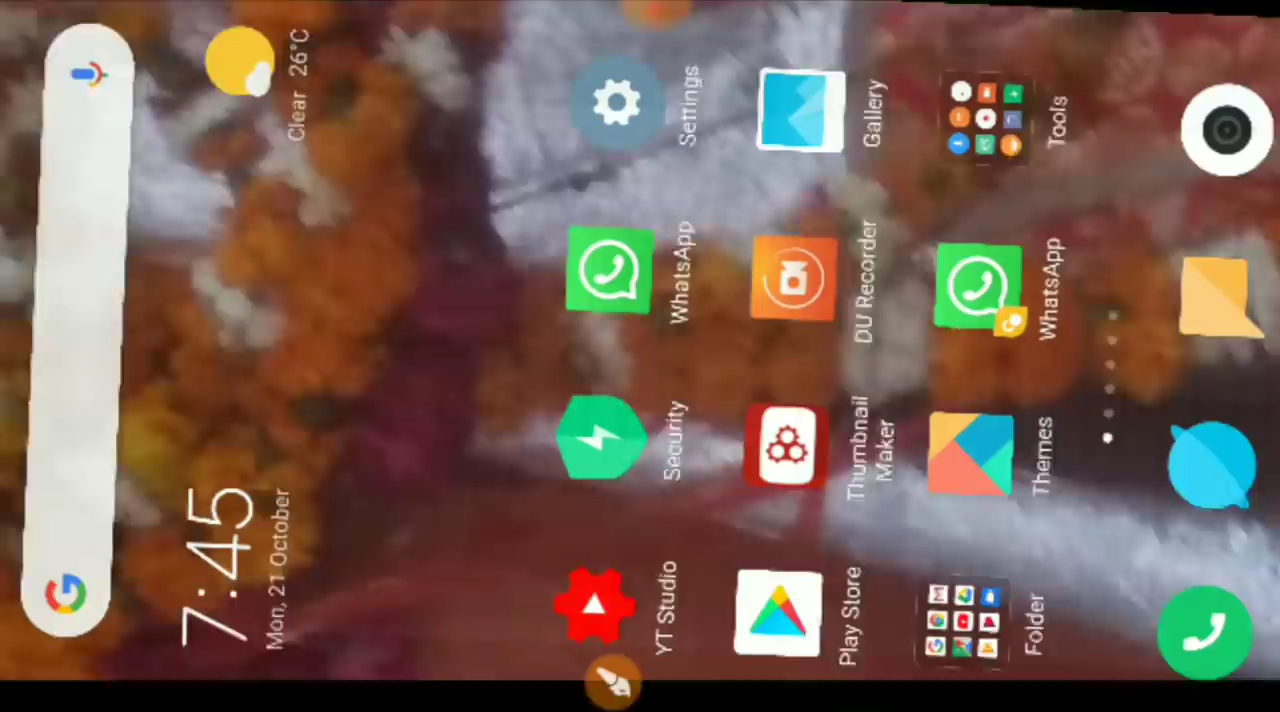 7:45
Mon, 21 October
Clear 26°C
YT Studio
Security
WhatsApp
Settings
Play Store
Thumbnail
Maker
DU Recorder
Gallery
Folder
Themes
WhatsApp
Tools